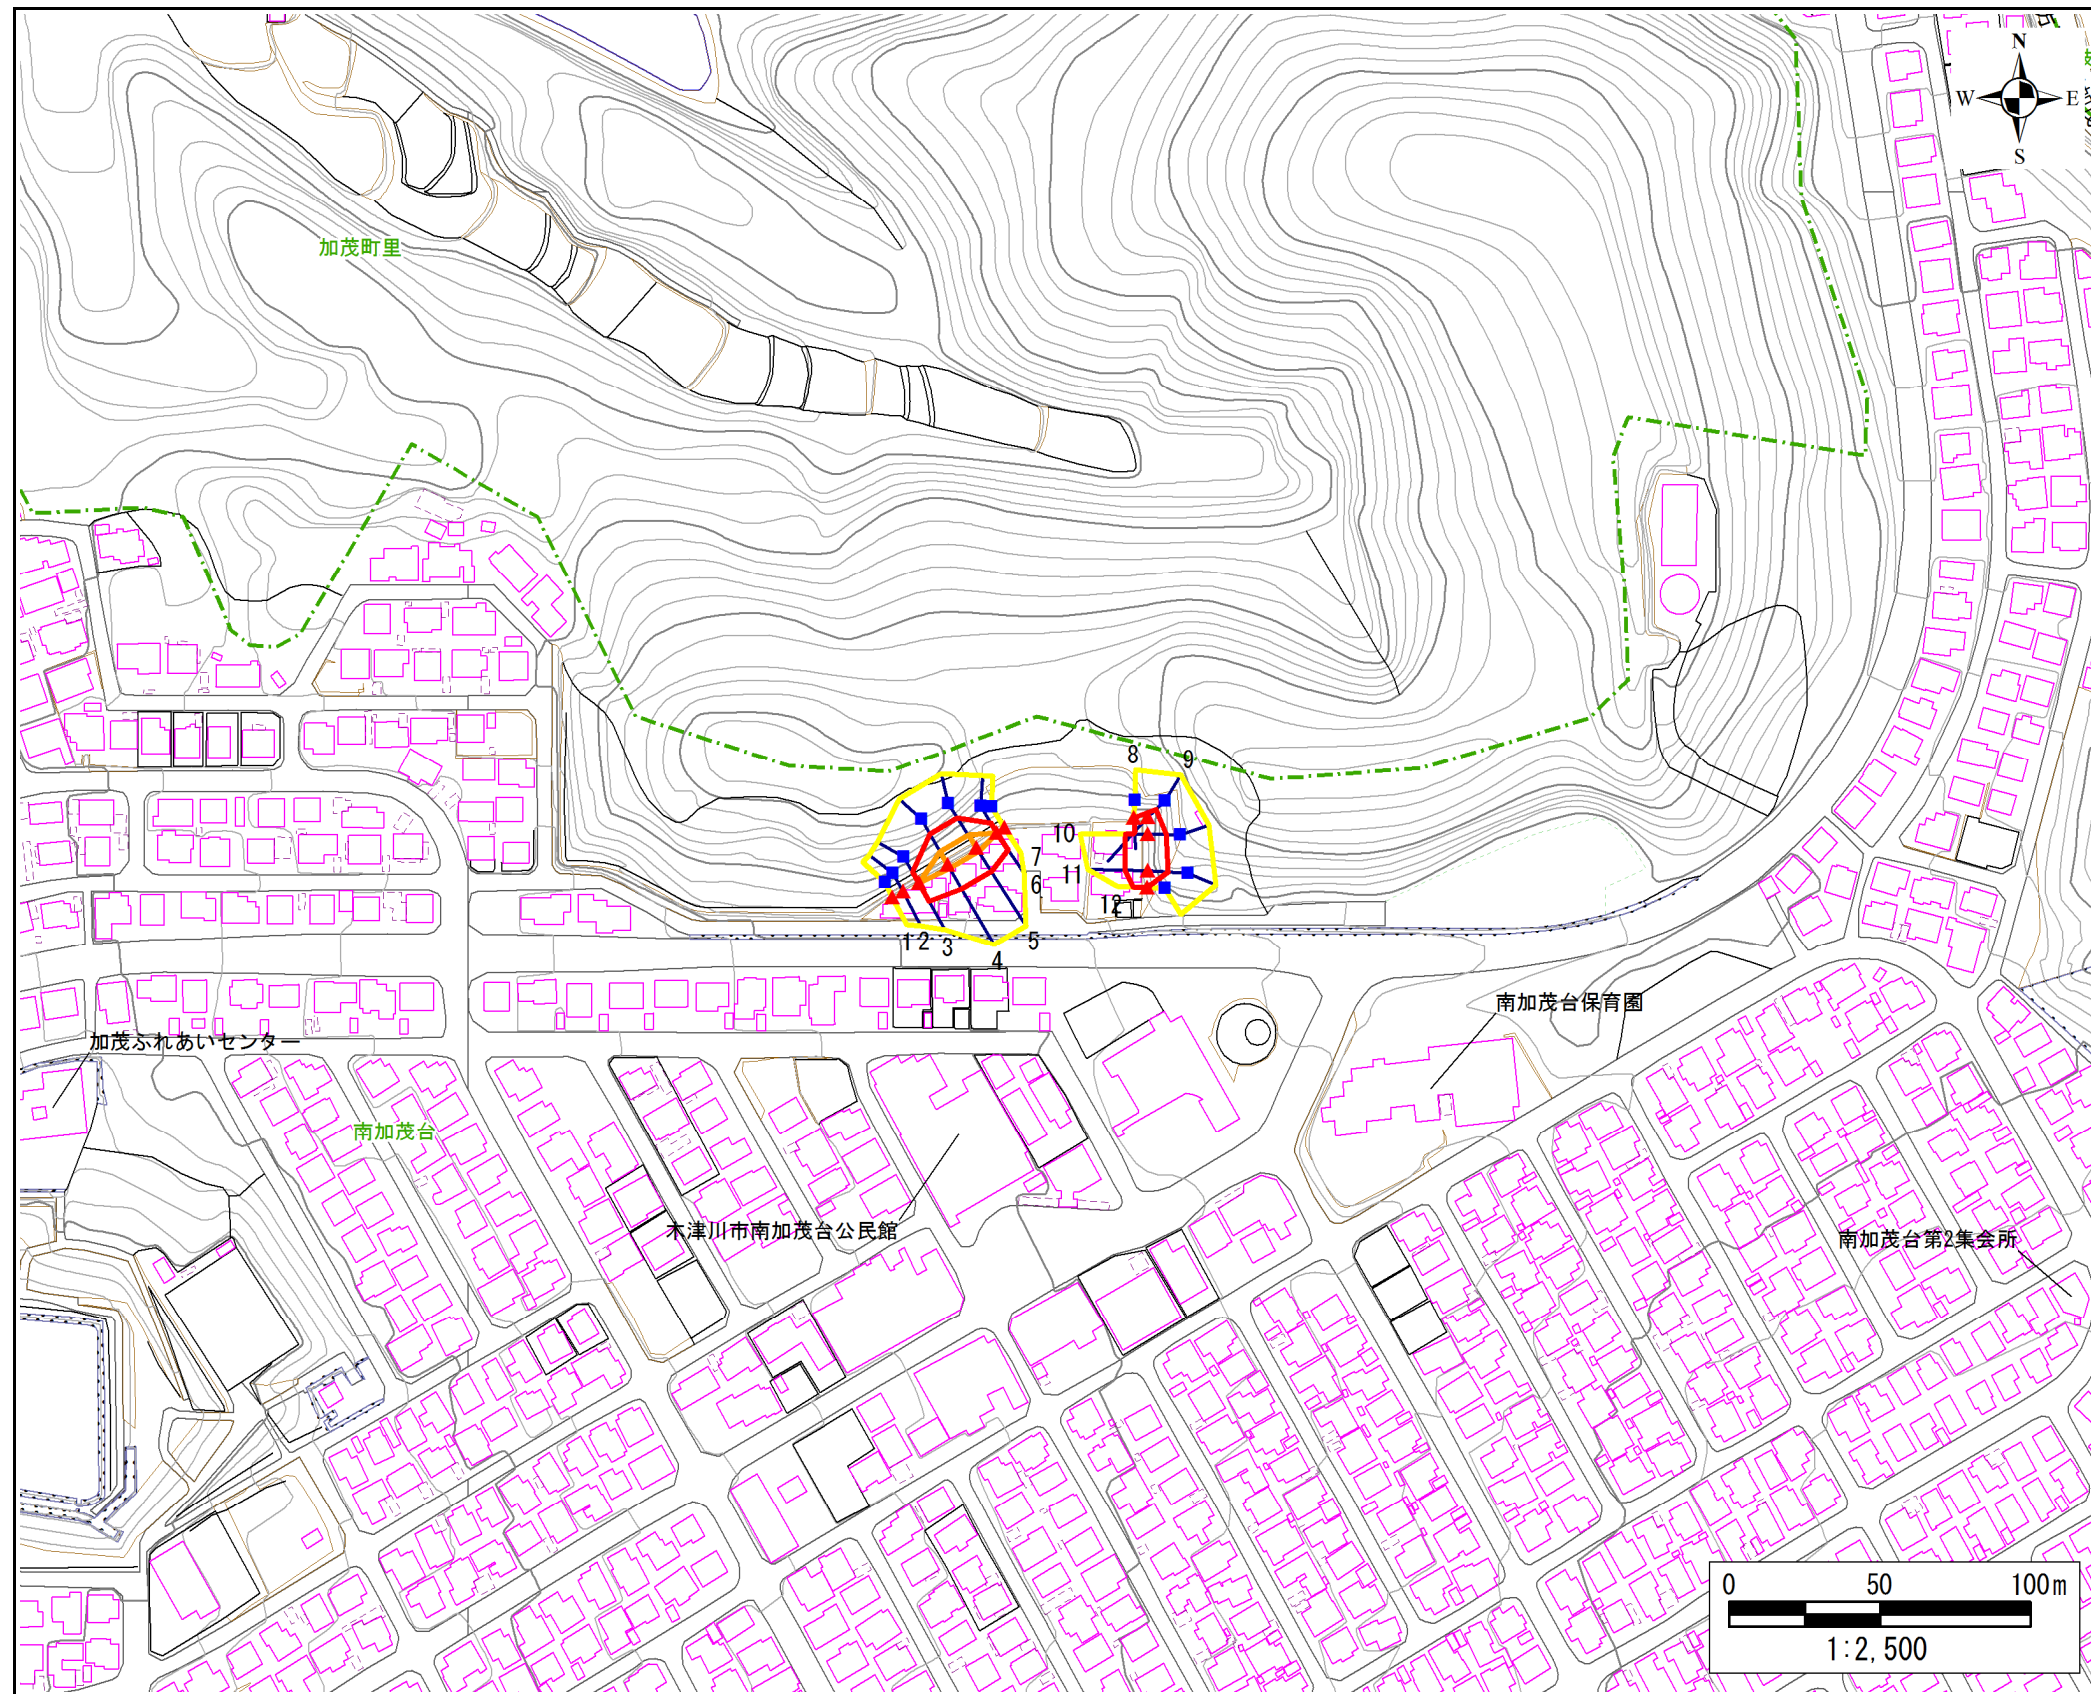 N
W E
S
加茂町里
8
9
10
7
11
6
12
1
2
3
5
4
南加茂台保育園
加茂ふれあいセンター
南加茂台
木津川市南加茂台公民館
南加茂台第2集会所
0 50 100m
1:2,500